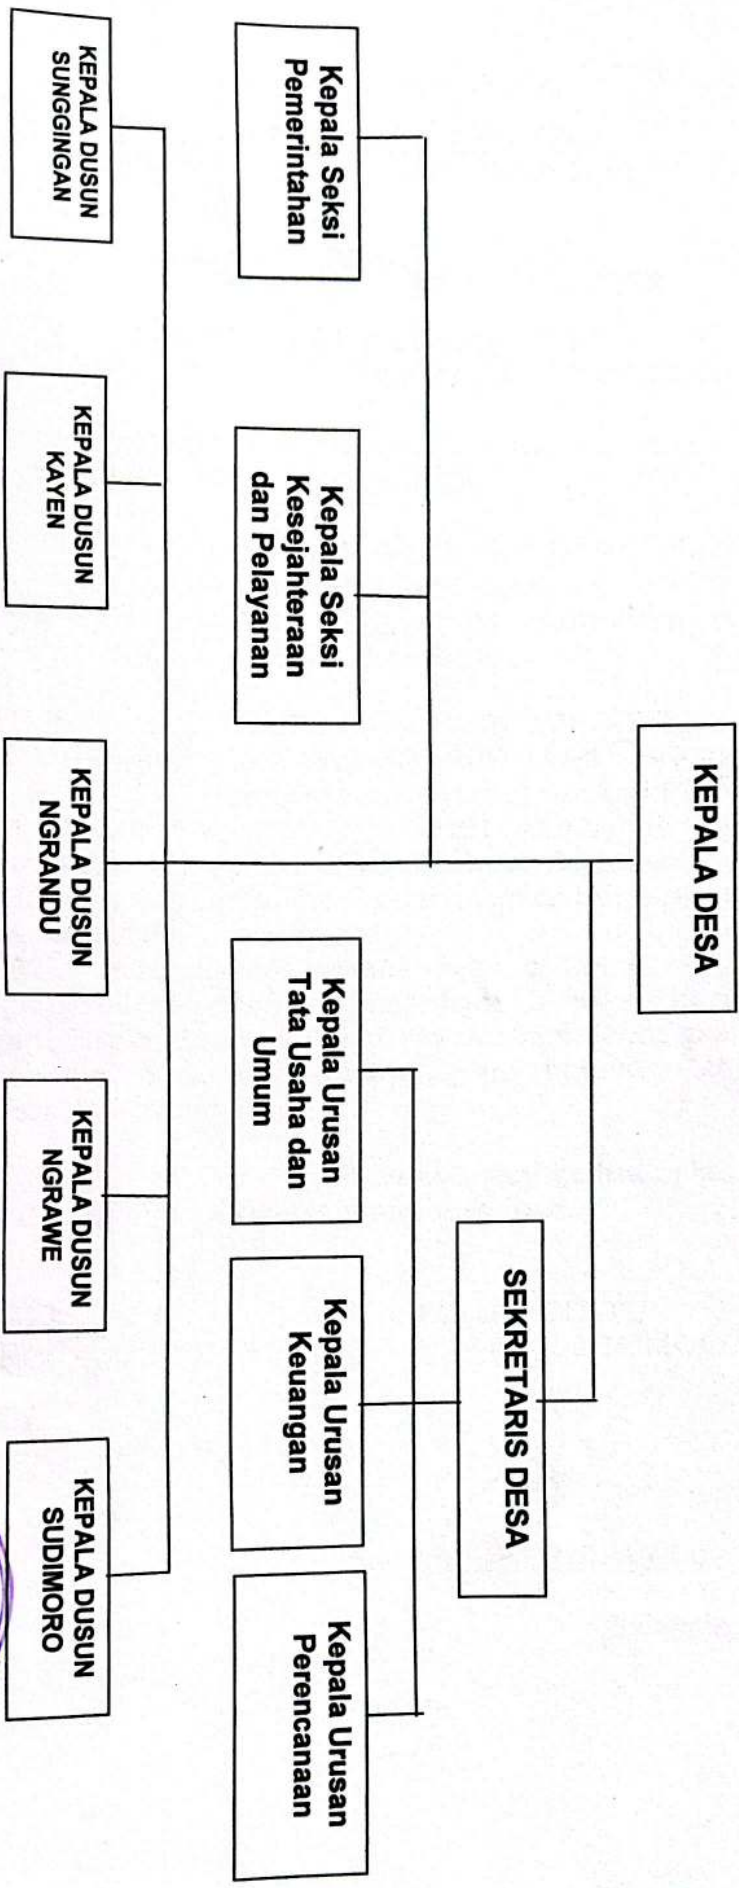 KEPALA DESA
SEKRETARIS DESA
Kepala Seksi
Pemerintahan
Kepala Seksi
Kesejahteraan
dan Pelayanan
Kepala Urusan
Tata Usaha dan
Umum
Kepala Urusan
Keuangan
Kepala Urusan
Perencanaan
KEPALA DUSUN
SUNGGINGAN
KEPALA DUSUN
KAYEN
KEPALA DUSUN
NGRANDU
KEPALA DUSUN
NGRAWE
KEPALA DUSUN
SUDIMORO